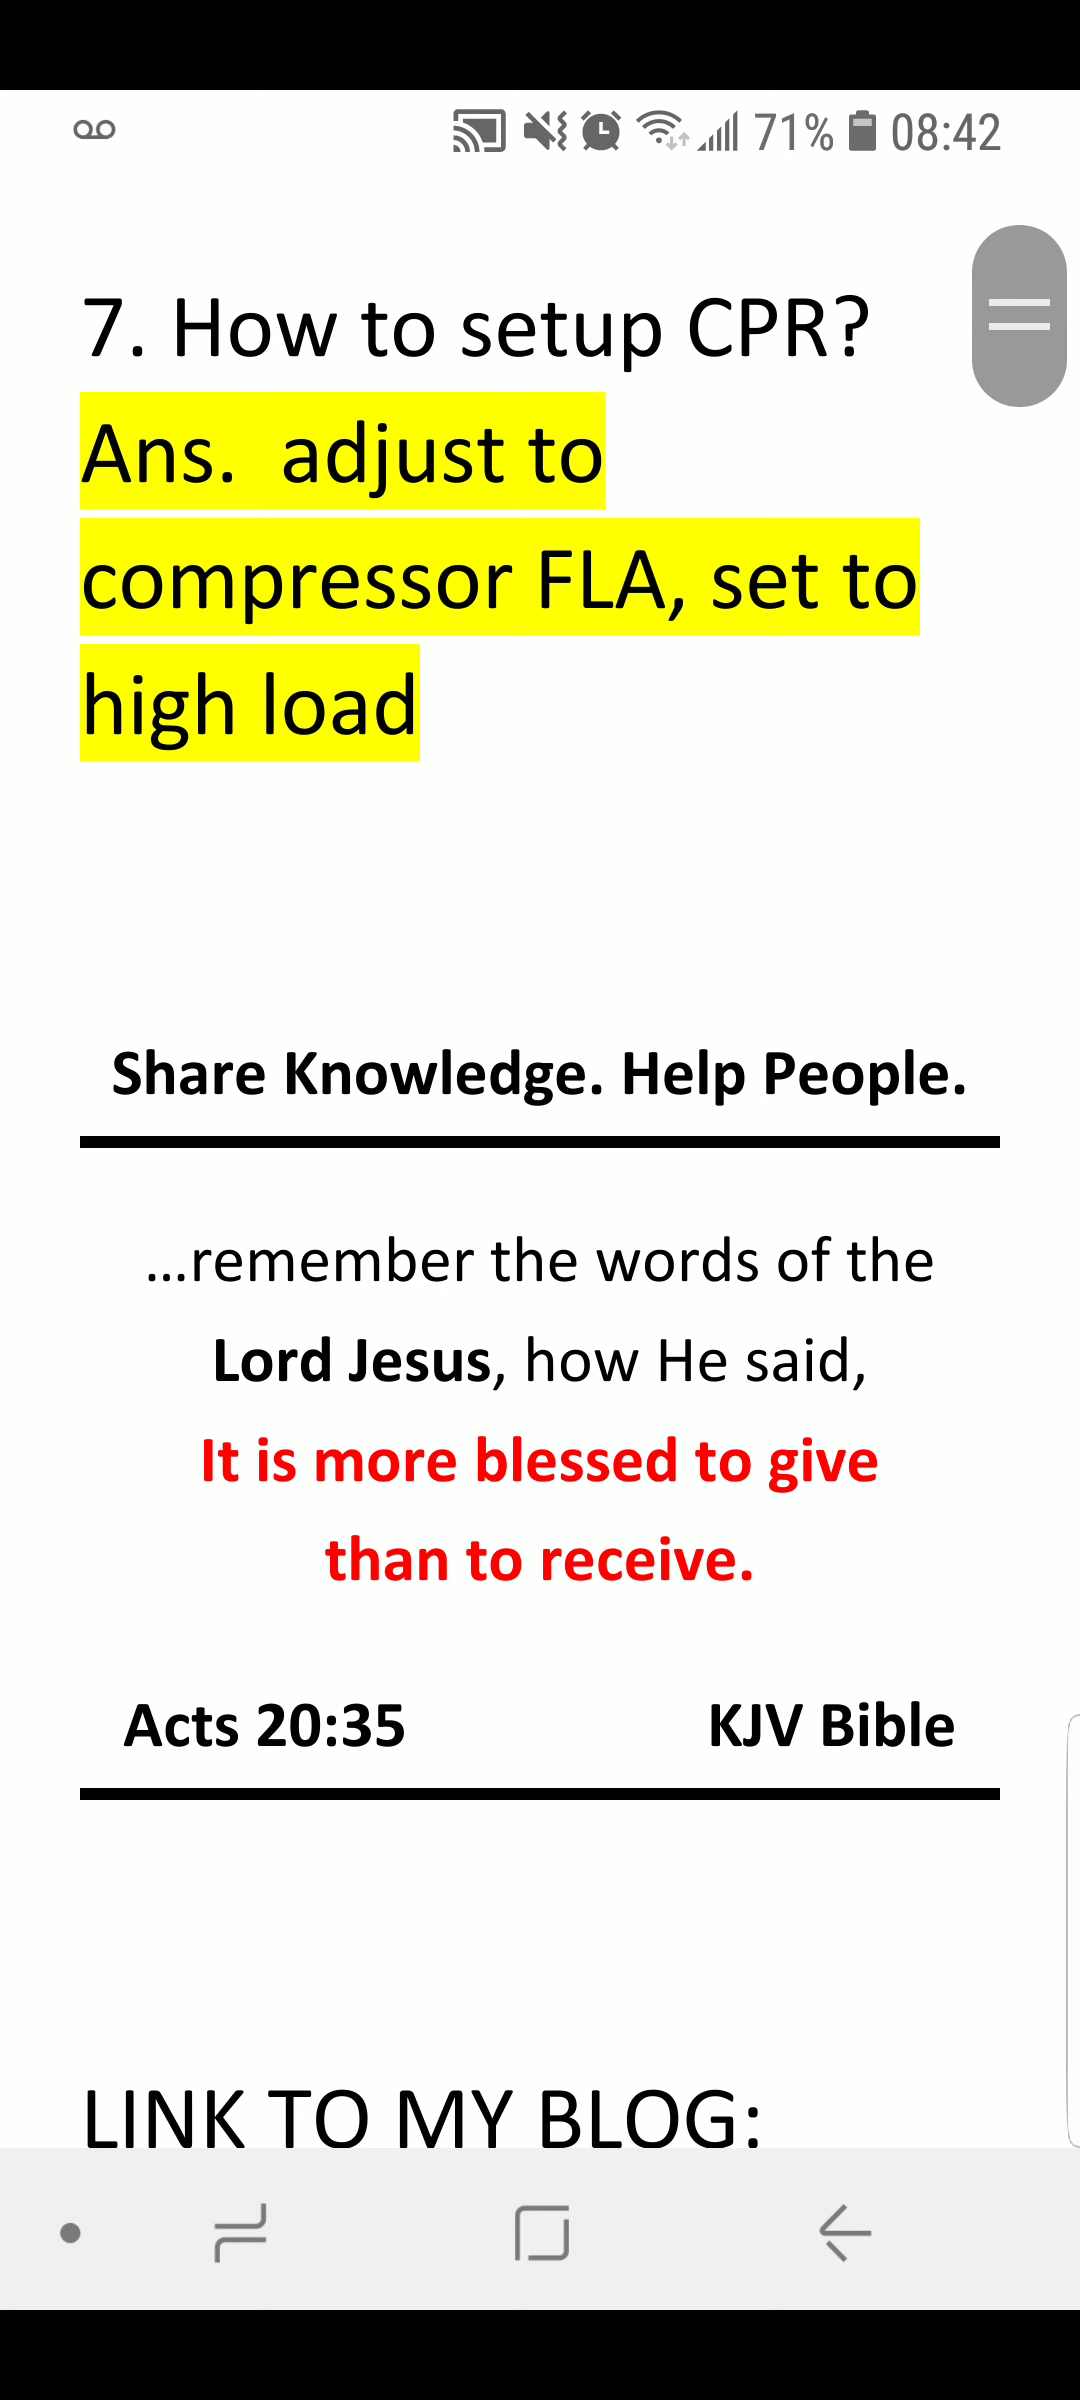 71% 08:42
7. How to setup CPR?
Ans.  adjust to
compressor FLA, set to
high load
Share Knowledge. Help People.
...remember the words of the
Lord Jesus, how He said,
It is more blessed to give
than to receive.
Acts 20:35 KJV Bible
LINK TO MY BLOG: